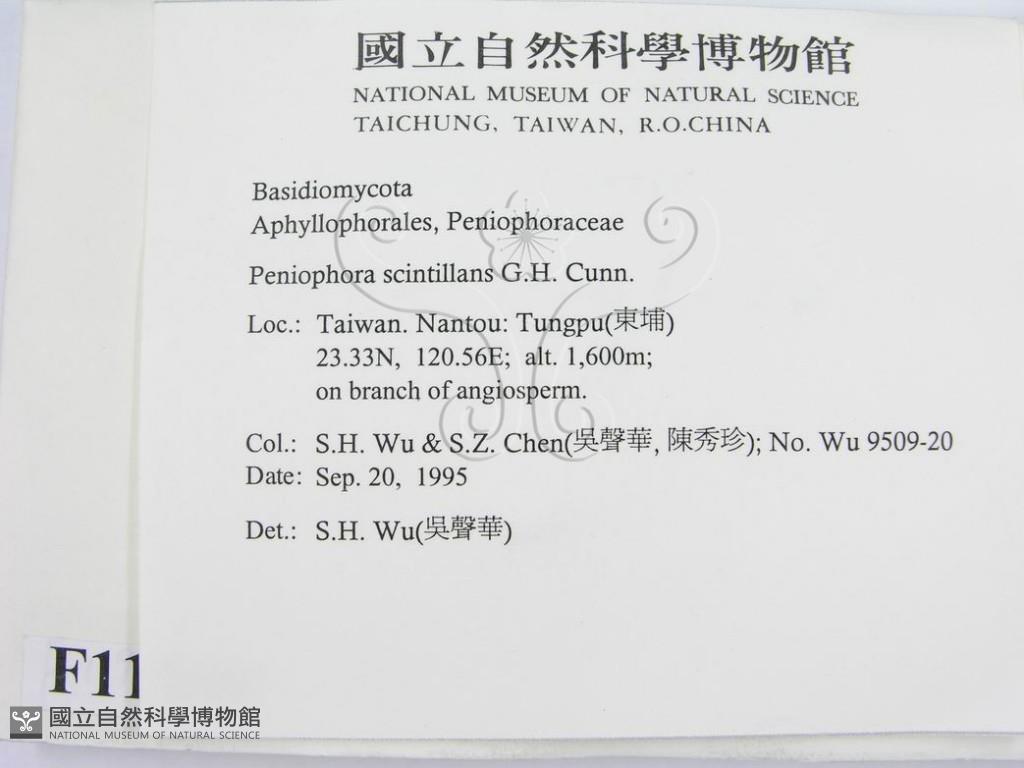 國立自然科學博物館
NATIONAL MUSEUM OF NATURAL SCIENCE
TAICHUNG, TAIWAN, R.O.CHINA
Basidiomycota
Aphyllophorales, Peniophoraceae
Peniophora scintillans G.H. Cunn.
Loc.: Taiwan. Nantou: Tungpu(東埔)
23.33N, 120.56E; alt. 1,600m;
on branch of angiosperm.
Col.: S.H. Wu & S.Z. Chen(吳聲華, 陳秀珍); No. Wu 9509-20
Date: Sep. 20, 1995
Det.: S.H. Wu(吳聲華)
F11
國立自然科學博物館
NATIONAL MUSEUM OF NATURAL SCIENCE